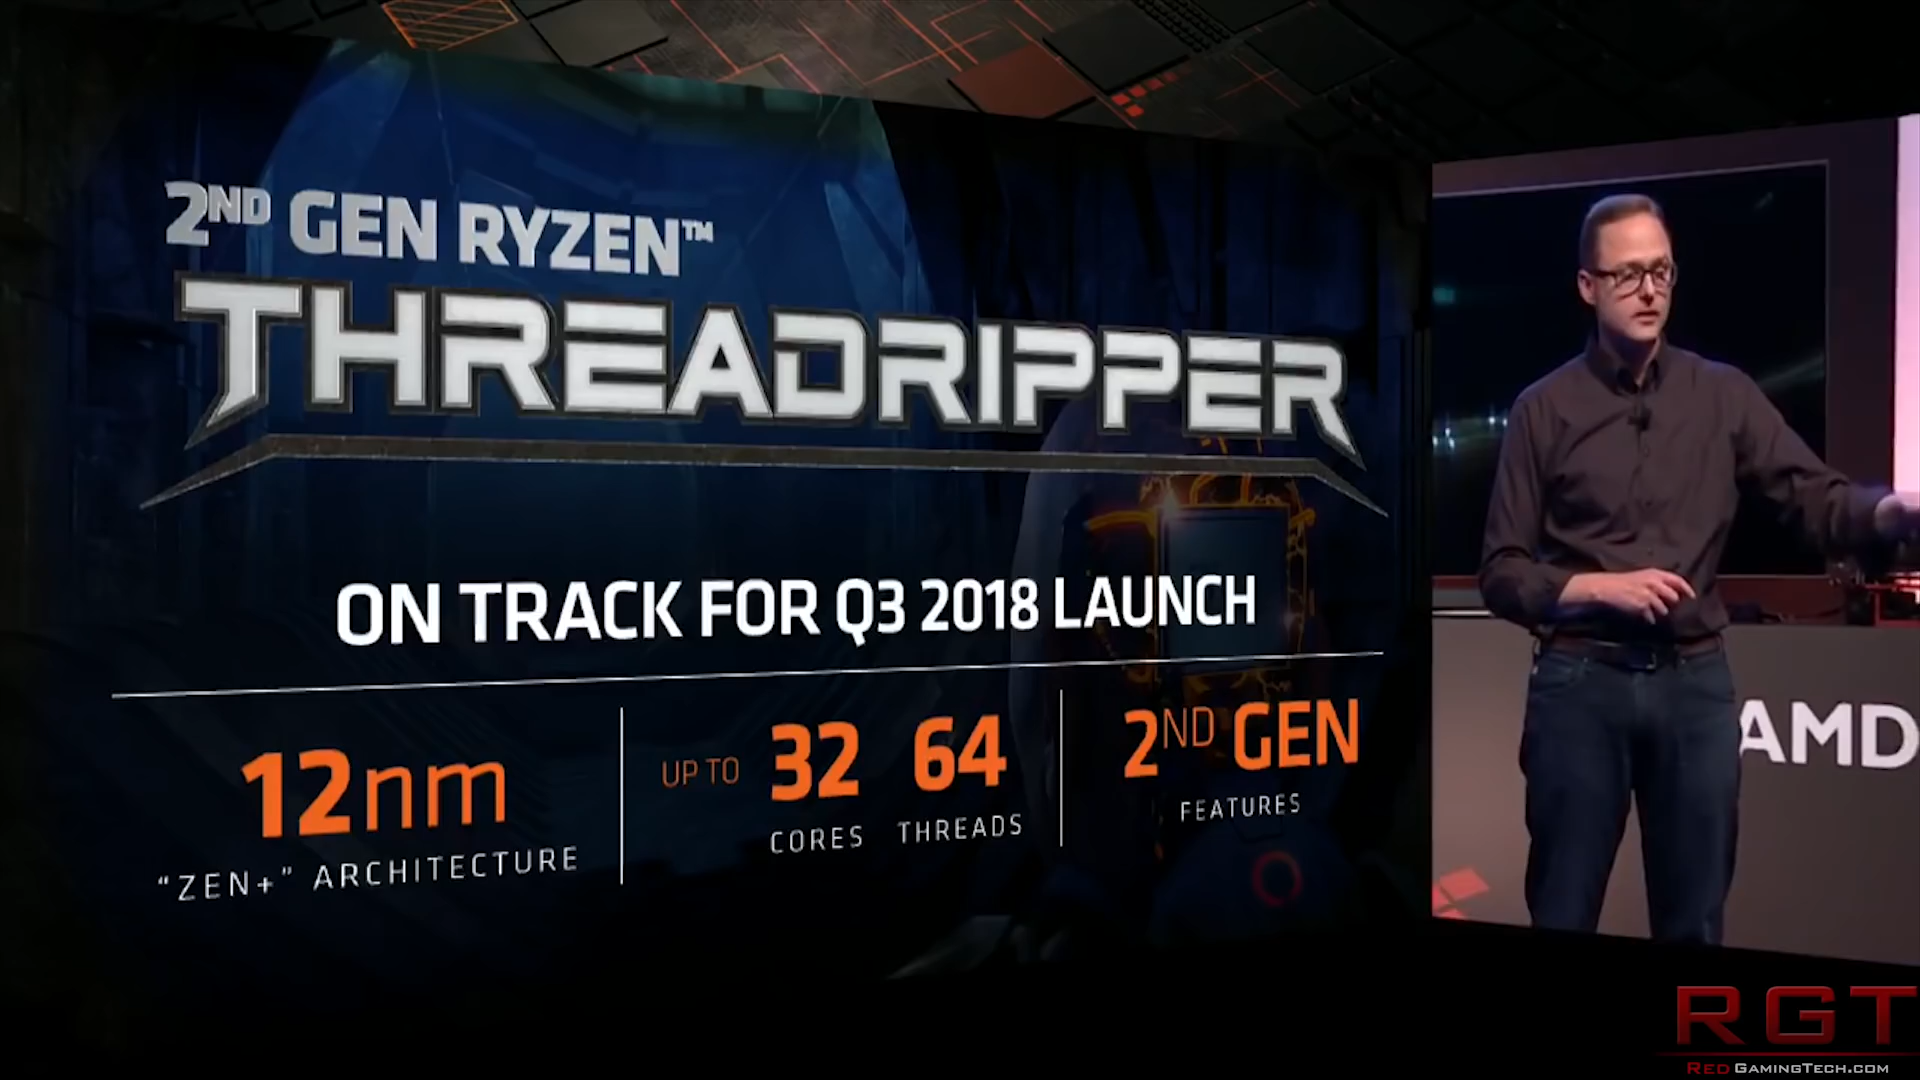 2ND GEN RYZEN™
THREADRIPPER
ON TRACK FOR Q3 2018 LAUNCH
12nm
“ZEN+” ARCHITECTURE
UP TO 32 64
CORES THREADS
2ND GEN
FEATURES
AMD
RGT
REDGAMINGTECH.COM